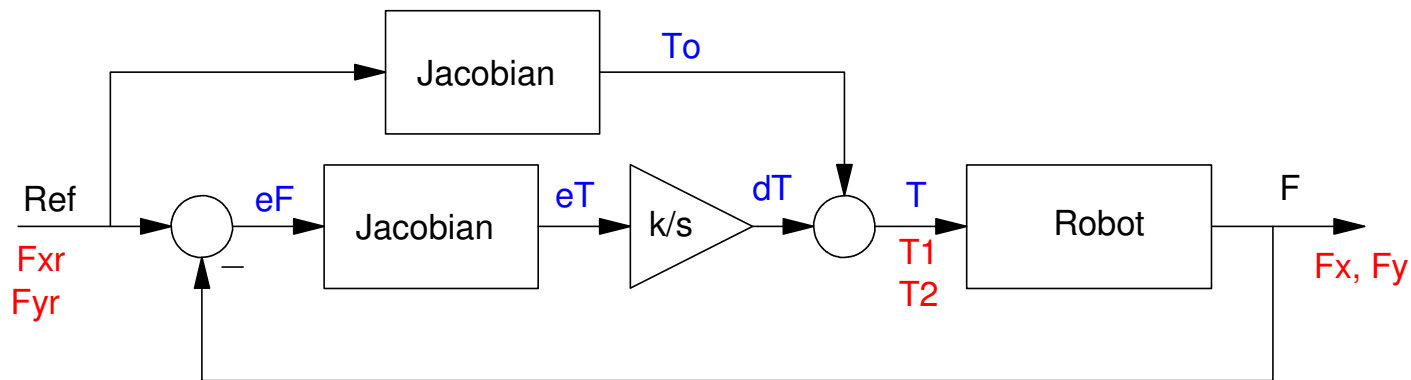 To
Jacobian
Ref
eF
eT
dT
T
F
Jacobian
k/s
Robot
Fxr
Fyr
–
T1
T2
Fx, Fy